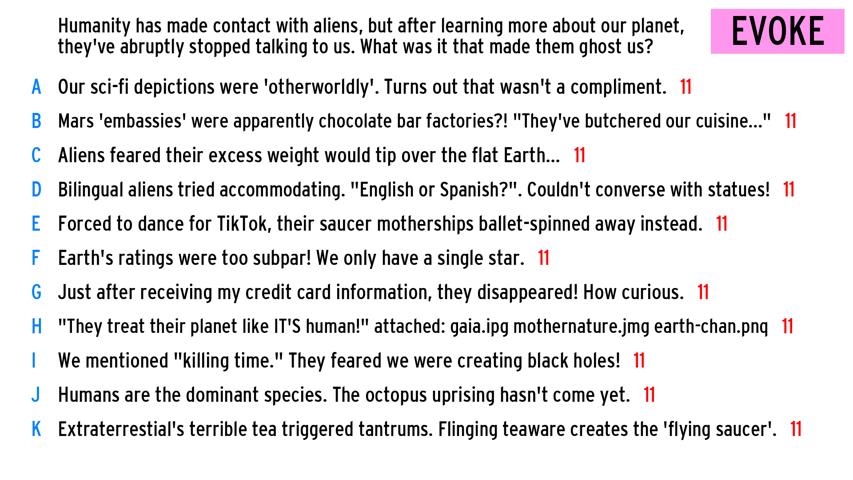 Humanity has made contact with aliens, but after learning more about our planet,
they've abruptly stopped talking to us. What was it that made them ghost us?
EVOKE
A Our sci-fi depictions were 'otherworldly'. Turns out that wasn't a compliment. 11
B Mars 'embassies' were apparently chocolate bar factories?! "They've butchered our cuisine..." 11
C Aliens feared their excess weight would tip over the flat Earth... 11
D Bilingual aliens tried accommodating. "English or Spanish?". Couldn't converse with statues! 11
E Forced to dance for TikTok, their saucer motherships ballet-spinned away instead. 11
F Earth's ratings were too subpar! We only have a single star. 11
G Just after receiving my credit card information, they disappeared! How curious. 11
H "They treat their planet like IT'S human!" attached: gaia.ipg mothernature.jmg earth-chan.pnq 11
I We mentioned "killing time." They feared we were creating black holes! 11
J Humans are the dominant species. The octopus uprising hasn't come yet. 11
K Extraterrestial's terrible tea triggered tantrums. Flinging teaware creates the 'flying saucer'. 11